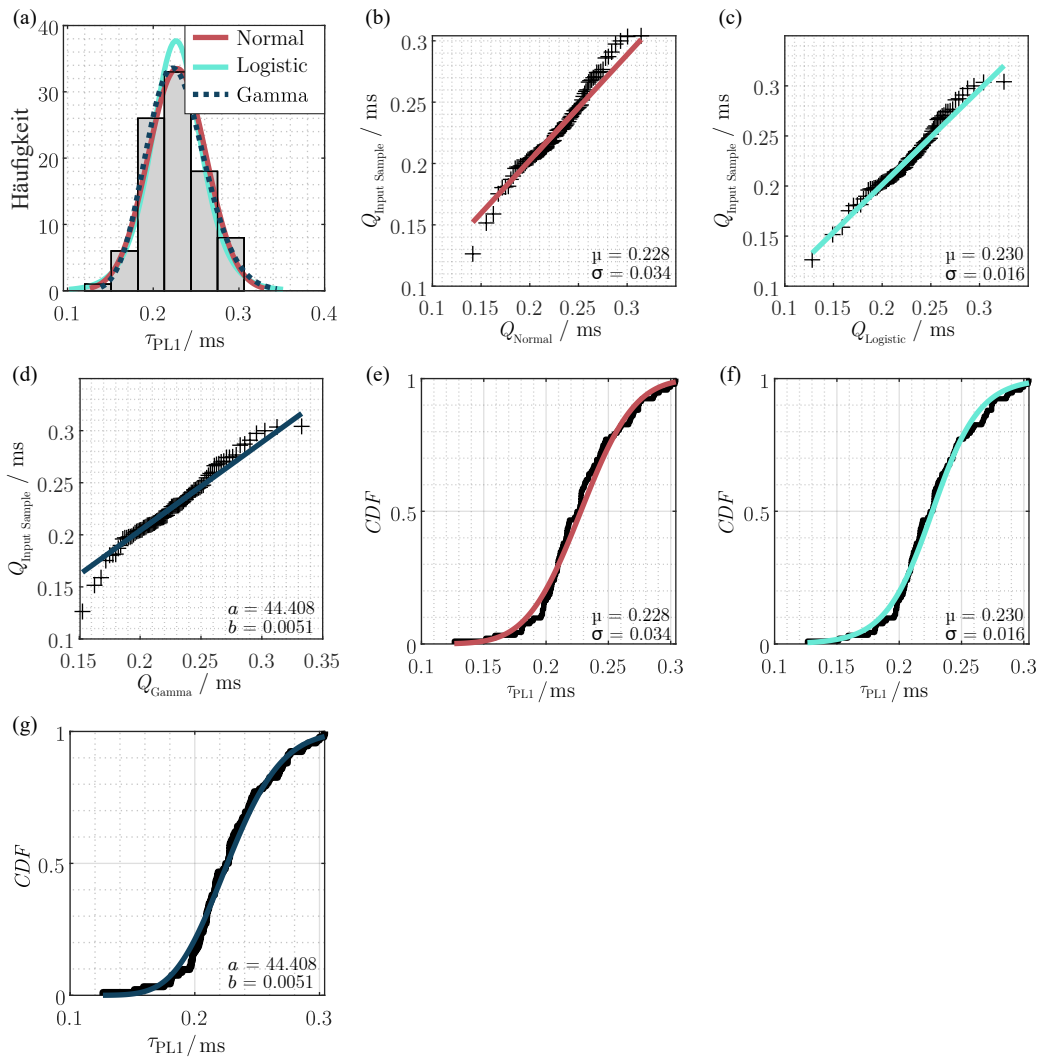 (a)
40
30
20
10
0
Häufigkeit
0.1
0.2
0.3
0.4
τPL1/ ms
Normal
Logistic
Gamma
(b)
0.3
0.25
0.2
0.15
0.1
QInput Sample / ms
0.1
0.15
0.2
0.25
0.3
0.35
QNormal / ms
µ = 0.228
σ = 0.034
(c)
0.3
0.25
0.2
0.15
0.1
QInput Sample / ms
0.1
0.15
0.2
0.25
0.3
0.35
QLogistic / ms
µ = 0.230
σ = 0.016
(d)
0.3
0.25
0.2
0.15
0.1
QInput Sample / ms
0.15
0.2
0.25
0.3
0.35
QGamma / ms
a = 44.408
b = 0.0051
(e)
1
0.5
0
CDF
0.1
0.15
0.2
0.25
0.3
τPL1 / ms
µ = 0.228
σ = 0.034
(f)
1
0.5
0
CDF
0.1
0.15
0.2
0.25
0.3
τPL1 / ms
µ = 0.230
σ = 0.016
(g)
1
0.5
0
CDF
0.1
0.2
0.3
τPL1 / ms
a = 44.408
b = 0.0051